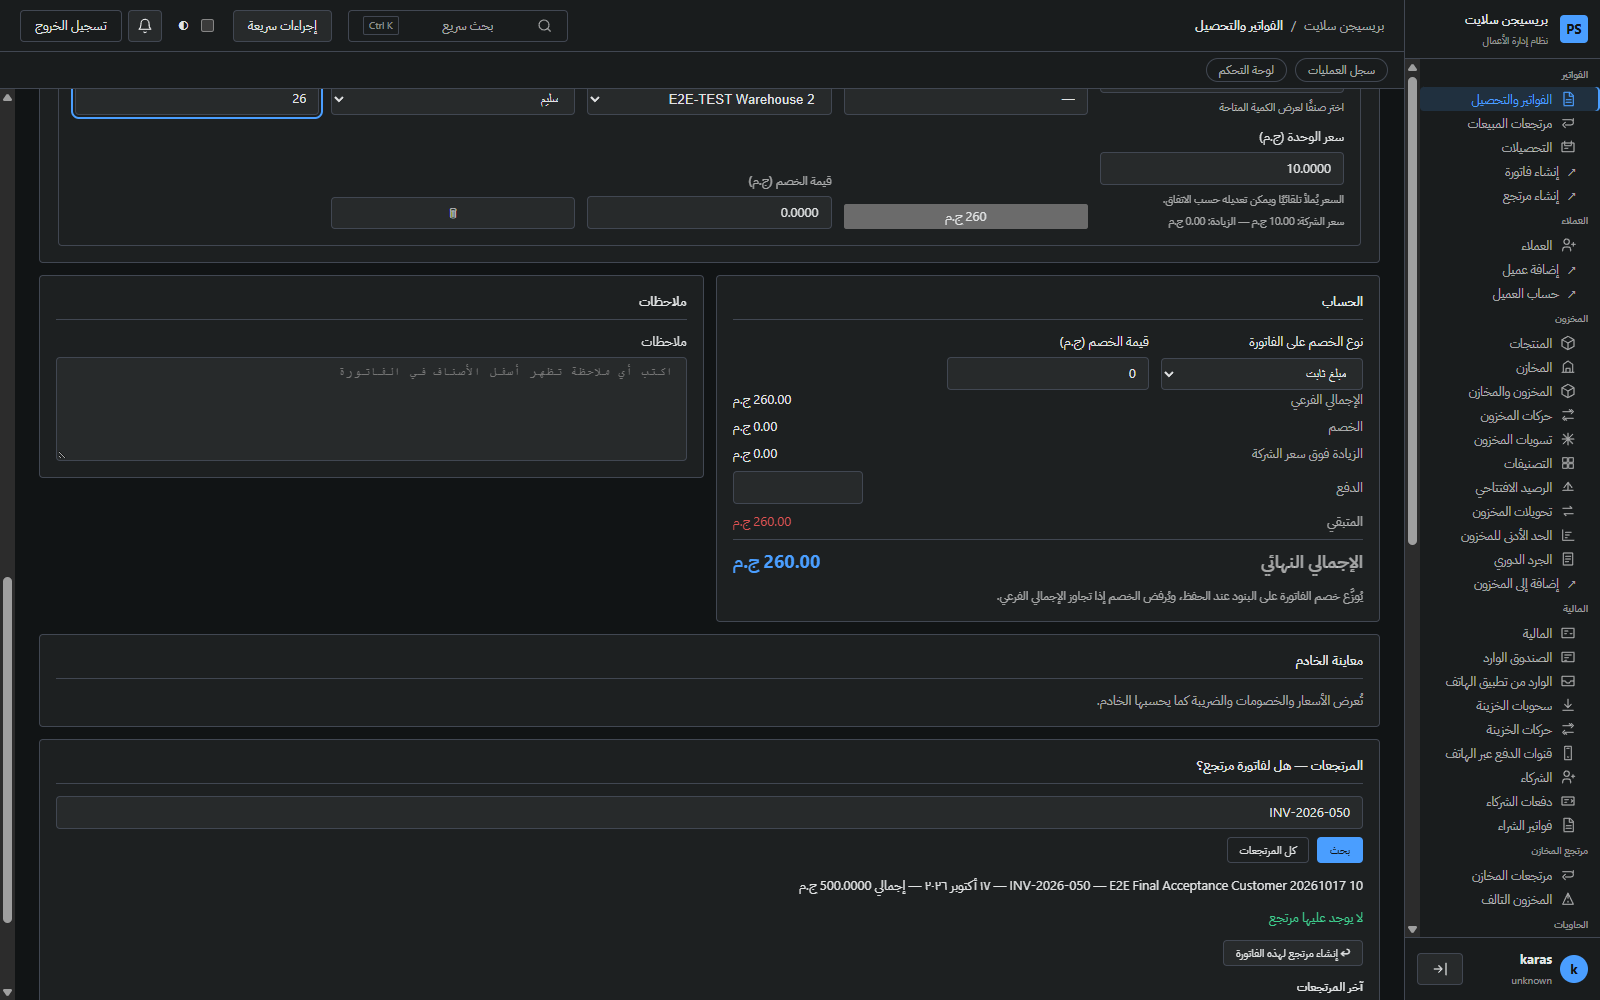 PS
بريسيجن سلايت
نظام إدارة الأعمال
بريسيجن سلايت / الفواتير والتحصيل
بحث سريع
Ctrl K
إجراءات سريعة
تسجيل الخروج
سجل العمليات
لوحة التحكم
الفواتير
الفواتير والتحصيل
مرتجعات المبيعات
التحصيلات
إنشاء فاتورة
إنشاء مرتجع
العملاء
العملاء
إضافة عميل
حساب العميل
المخزون
المنتجات
المخازن
المخزون والمخازن
حركات المخزون
تسويات المخزون
التصنيفات
الرصيد الافتتاحي
تحويلات المخزون
الحد الأدنى للمخزون
الجرد الدوري
إضافة إلى المخزون
المالية
المالية
الصندوق الوارد
الوارد من تطبيق الهاتف
سحوبات الخزينة
حركات الخزينة
قنوات الدفع عبر الهاتف
الشركاء
دفعات الشركاء
فواتير الشراء
مرتجع المخازن
مرتجعات المخازن
المخزون التالف
الحاويات
karas
unknown
k
اختر صنفًا لعرض الكمية المتاحة
—
E2E-TEST Warehouse 2
سليم
26
سعر الوحدة (ج.م)
10.0000
السعر يُملأ تلقائيًا ويمكن تعديله حسب الاتفاق.
سعر الشركة: 10.00 ج.م — الزيادة: 0.00 ج.م
260 ج.م
قيمة الخصم (ج.م)
0.0000
الحساب
نوع الخصم على الفاتورة
مبلغ ثابت
قيمة الخصم (ج.م)
0
الإجمالي الفرعي
260.00 ج.م
الخصم
0.00 ج.م
الزيادة فوق سعر الشركة
0.00 ج.م
الدفع
المتبقي
260.00 ج.م
الإجمالي النهائي
260.00 ج.م
يُوزَّع خصم الفاتورة على البنود عند الحفظ، ويُرفض الخصم إذا تجاوز الإجمالي الفرعي.
ملاحظات
ملاحظات
اكتب أي ملاحظة تظهر أسفل الأصناف في الفاتورة
معاينة الخادم
تُعرض الأسعار والخصومات والضريبة كما يحسبها الخادم.
المرتجعات — هل لفاتورة مرتجع؟
INV-2026-050
بحث
كل المرتجعات
INV-2026-050 — E2E Final Acceptance Customer 20261017 10 — ١٧ أكتوبر ٢٠٢٦ — إجمالي 500.0000 ج.م
لا يوجد عليها مرتجع
↩ إنشاء مرتجع لهذه الفاتورة
آخر المرتجعات